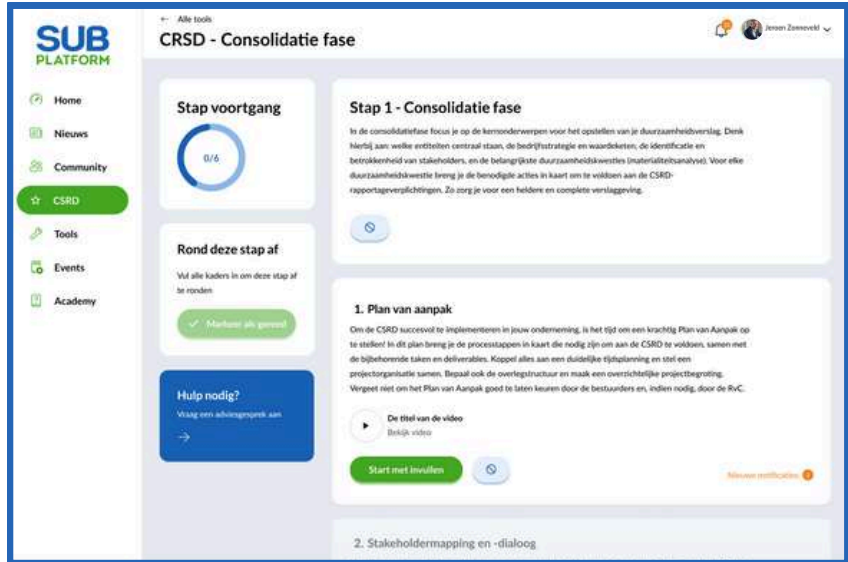 SUB
PLATFORM
← Alle tools
CRSD - Consolidatie fase
Jeroen Zonneveld
Home
Nieuws
Community
CSRD
Tools
Events
Academy
Stap voortgang
0/6
Rond deze stap af
Vul alle kaders in om deze stap af
te ronden
Markeer als gereed
Hulp nodig?
Vraag een adviesgesprek aan
→
Stap 1 - Consolidatie fase
In de consolidatiefase focus je op de kernonderwerpen voor het opstellen van je duurzaamheidsverslag. Denk
hierbij aan: welke entiteiten centraal staan, de bedrijfsstrategie en waardeketen, de identificatie en
betrokkenheid van stakeholders, en de belangrijkste duurzaamheidskwesties (materialiteitsanalyse). Voor elke
duurzaamheidskwestie breng je de benodigde acties in kaart om te voldoen aan de CSRD-
rapportageverplichtingen. Zo zorg je voor een heldere en complete verslaggeving.
1. Plan van aanpak
Om de CSRD succesvol te implementeren in jouw onderneming, is het tijd om een krachtig Plan van Aanpak op
te stellen! In dit plan breng je de processtappen in kaart die nodig zijn om aan de CSRD te voldoen, samen met
de bijbehorende taken en deliverables. Koppel alles aan een duidelijke tijdsplanning en stel een
projectorganisatie samen. Bepaal ook de overlegstructuur en maak een overzichtelijke projectbegroting.
Vergeet niet om het Plan van Aanpak goed te laten keuren door de bestuurders en, indien nodig, door de RvC.
De titel van de video
Bekijk video
Start met invullen
Nieuwe notificaties
2. Stakeholdermapping en -dialoog